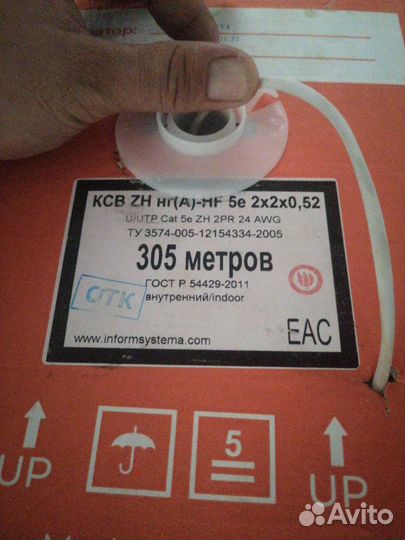 КСВ ZH нг(А)-HF 5е 2х2х0,52
U/UTP Cat 5e ZH 2PR 24 AWG
ТУ 3574-005-12154334-2005
305 метров
ГОСТ Р 54429-2011
ОТК
внутренний/indoor
www.informsystema.com
EAC
UP
5
UP
Avito